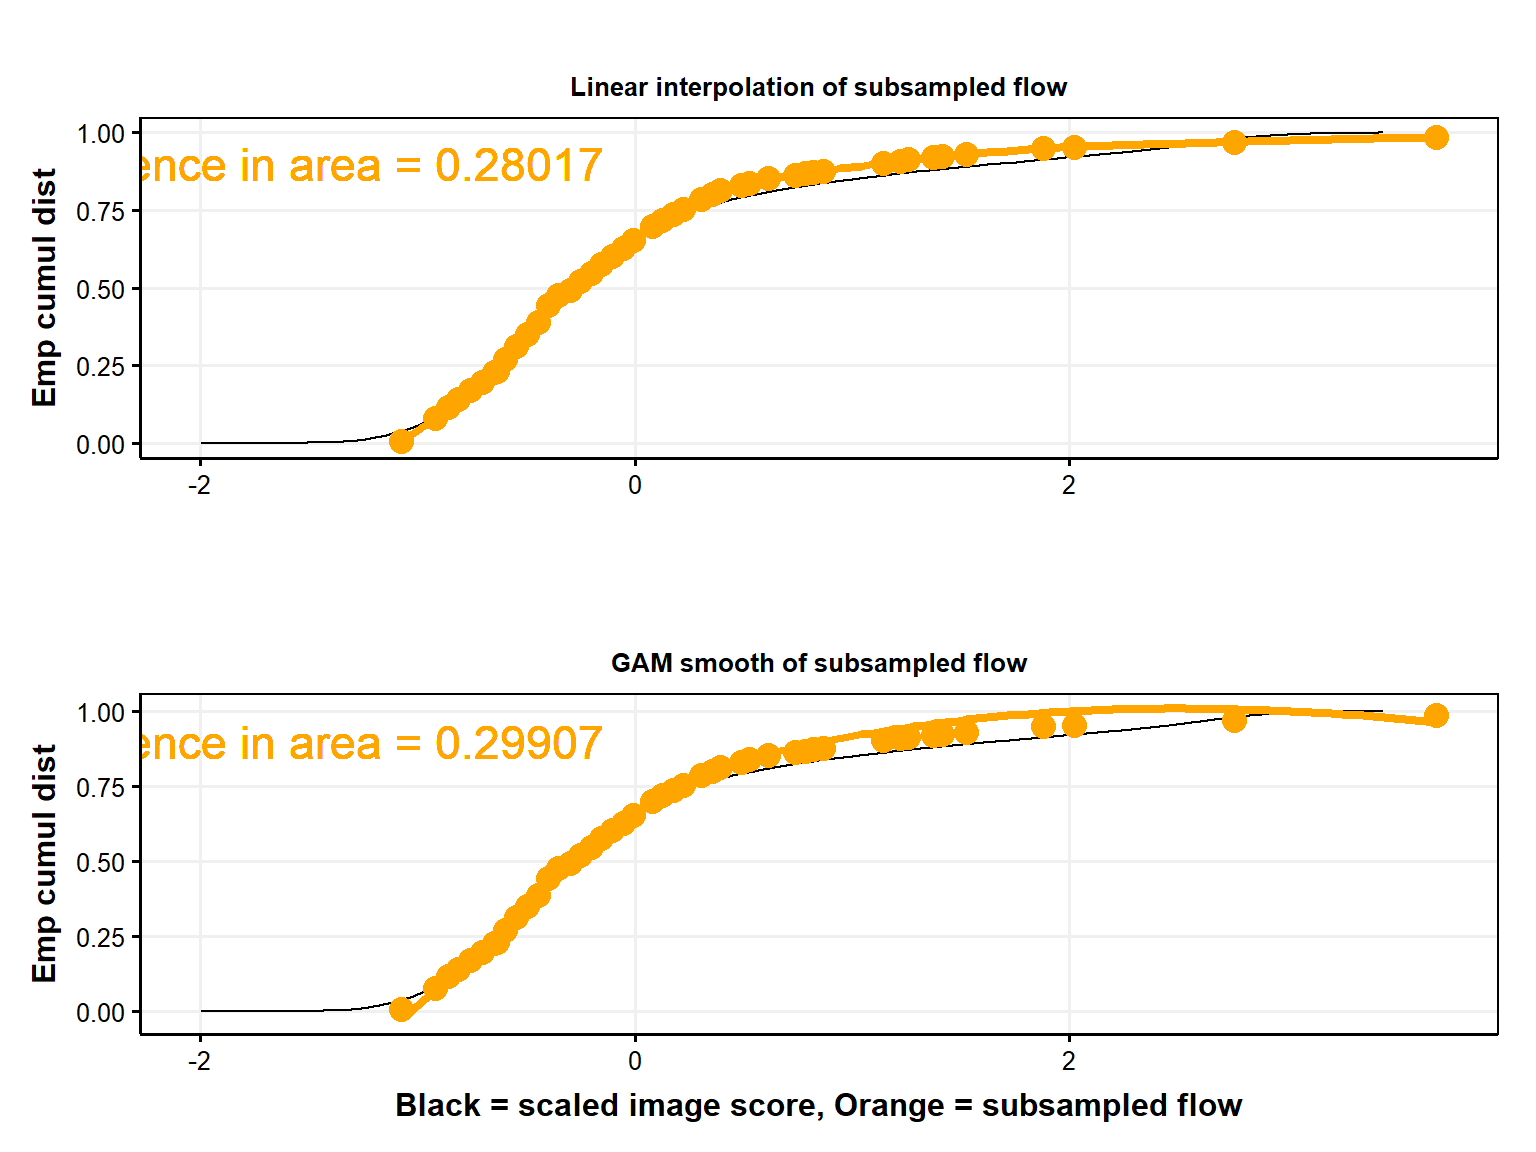 Linear interpolation of subsampled flow
1.00
ence in area = 0.28017
0.75
0.50
0.25
0.00
Emp cumul dist
-2 0 2
GAM smooth of subsampled flow
1.00
ence in area = 0.29907
0.75
0.50
0.25
0.00
Emp cumul dist
-2 0 2
Black = scaled image score, Orange = subsampled flow